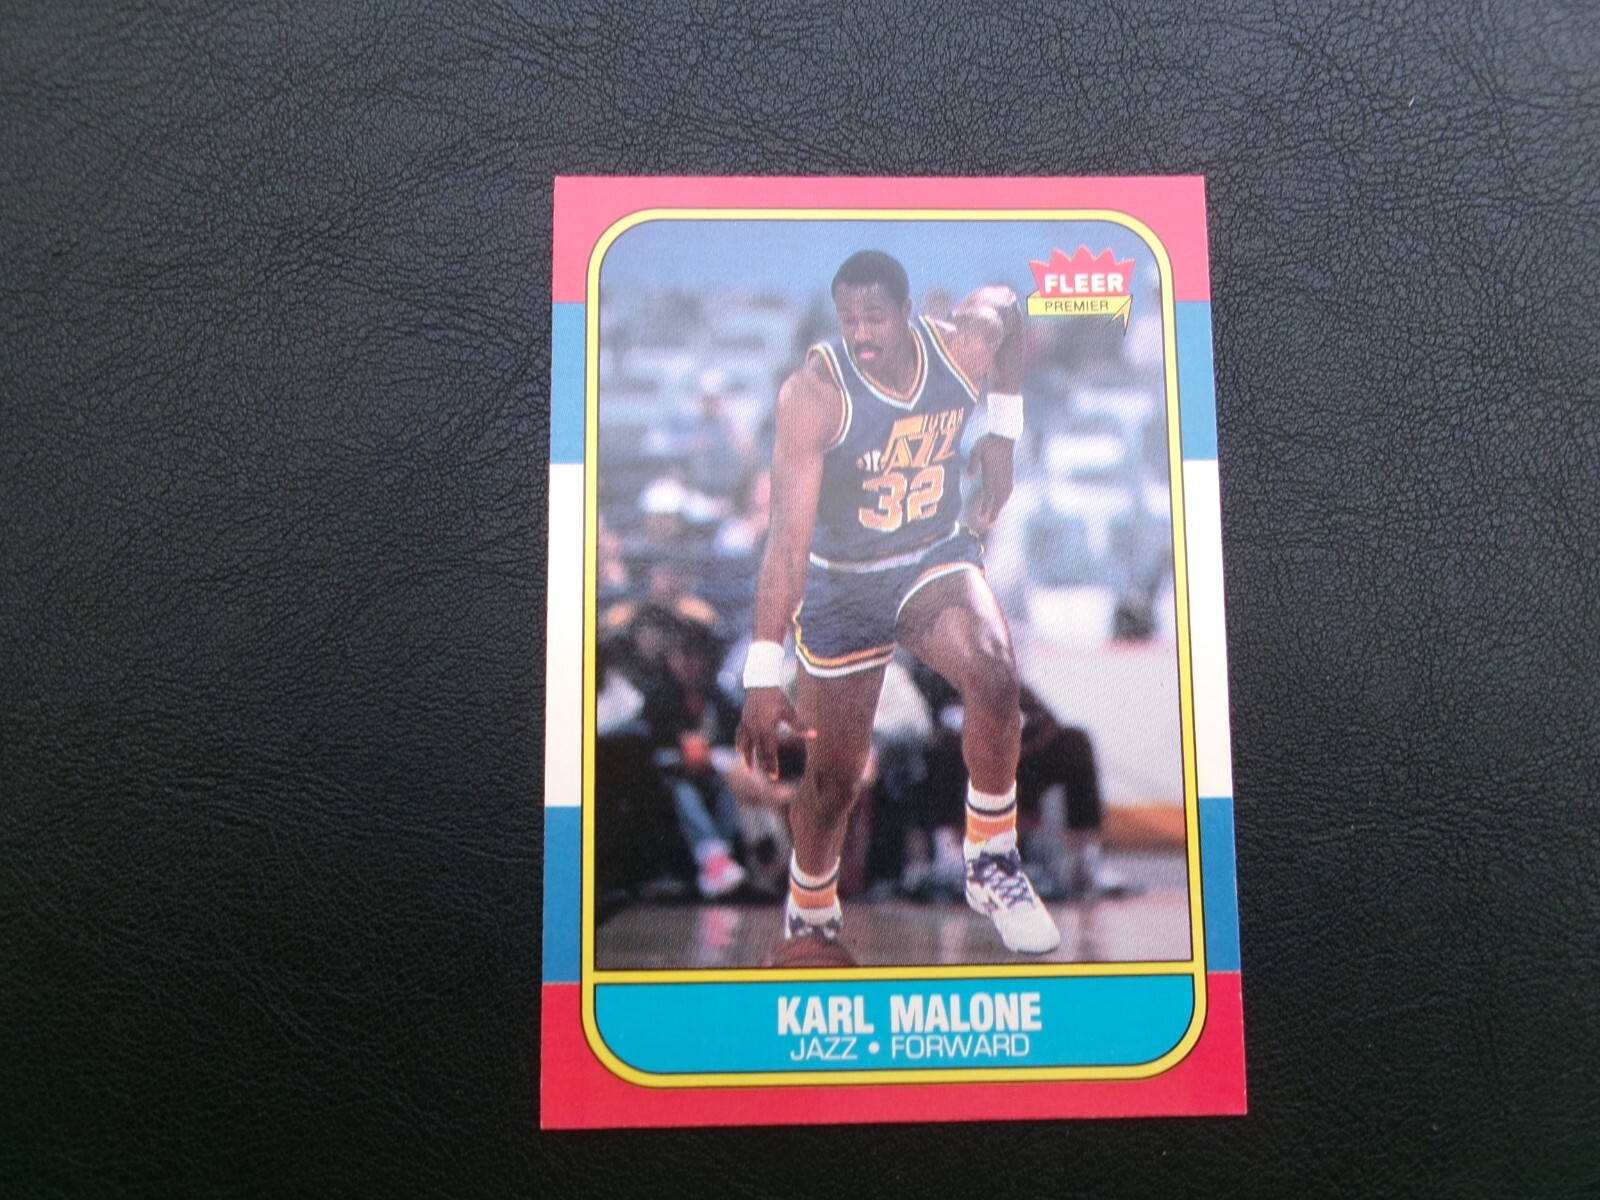 FLEER
PREMIER
UTAH
JAZZ
32
KARL MALONE
JAZZ • FORWARD